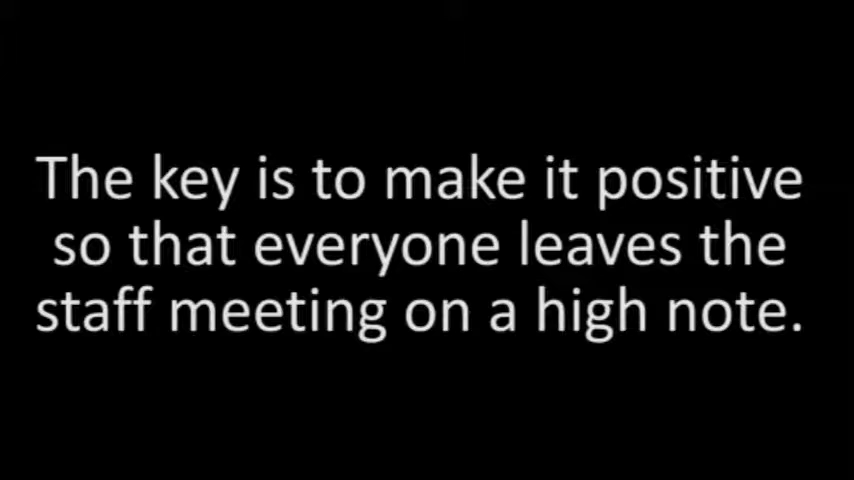 The key is to make it positive
so that everyone leaves the
staff meeting on a high note.